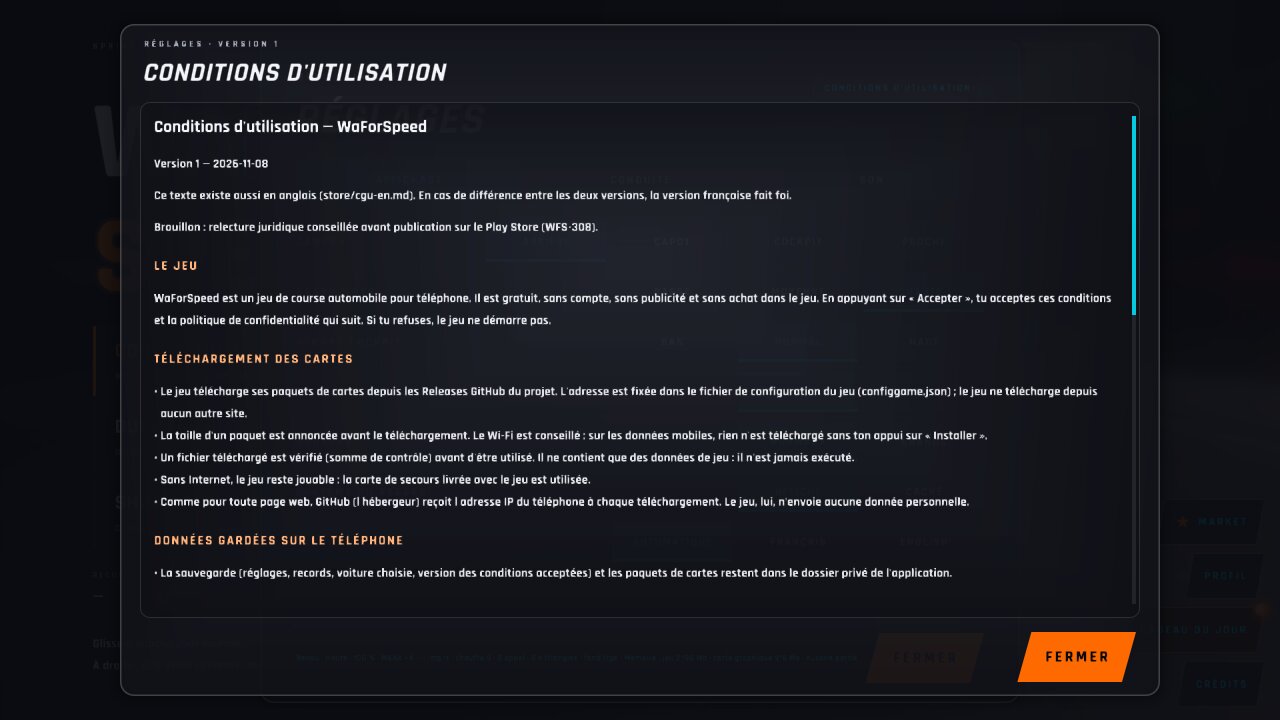 RÉGLAGES · VERSION 1
CONDITIONS D'UTILISATION
CONDITIONS D'UTILISATION
RÉGLAGES
Conditions d'utilisation — WaForSpeed
Version 1 — 2026-11-08
Ce texte existe aussi en anglais (store/cgu-en.md). En cas de différence entre les deux versions, la version française fait foi.
Brouillon : relecture juridique conseillée avant publication sur le Play Store (WFS-308).
LE JEU
WaForSpeed est un jeu de course automobile pour téléphone. Il est gratuit, sans compte, sans publicité et sans achat dans le jeu. En appuyant sur « Accepter », tu acceptes ces conditions
et la politique de confidentialité qui suit. Si tu refuses, le jeu ne démarre pas.
TÉLÉCHARGEMENT DES CARTES
• Le jeu télécharge ses paquets de cartes depuis les Releases GitHub du projet. L'adresse est fixée dans le fichier de configuration du jeu (configgame.json) ; le jeu ne télécharge depuis
aucun autre site.
• La taille d'un paquet est annoncée avant le téléchargement. Le Wi-Fi est conseillé : sur les données mobiles, rien n'est téléchargé sans ton appui sur « Installer ».
• Un fichier téléchargé est vérifié (somme de contrôle) avant d'être utilisé. Il ne contient que des données de jeu : il n'est jamais exécuté.
• Sans Internet, le jeu reste jouable : la carte de secours livrée avec le jeu est utilisée.
• Comme pour toute page web, GitHub (l'hébergeur) reçoit l'adresse IP du téléphone à chaque téléchargement. Le jeu, lui, n'envoie aucune donnée personnelle.
DONNÉES GARDÉES SUR LE TÉLÉPHONE
• La sauvegarde (réglages, records, voiture choisie, version des conditions acceptées) et les paquets de cartes restent dans le dossier privé de l'application.
MARKET
PROFIL
CRÉDITS
FERMER
FERMER